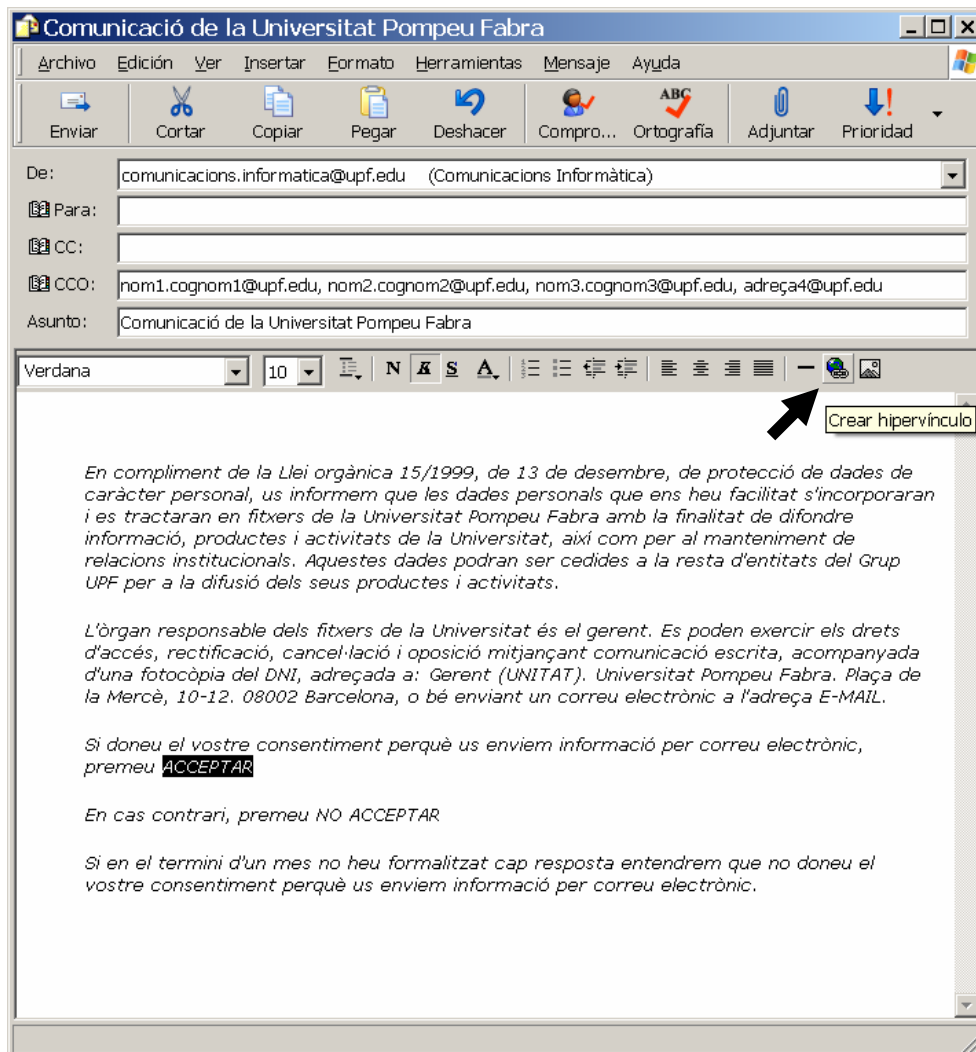 Comunicació de la Universitat Pompeu Fabra
Archivo Edición Ver Insertar Formato Herramientas Mensaje Ayuda
Enviar Cortar Copiar Pegar Deshacer Compro... ABC Ortografía Adjuntar Prioridad
De: comunicacions.informatica@upf.edu (Comunicacions Informàtica)
Para:
CC:
CCO: nom1.cognom1@upf.edu, nom2.cognom2@upf.edu, nom3.cognom3@upf.edu, adreça4@upf.edu
Asunto: Comunicació de la Universitat Pompeu Fabra
Verdana 10 N K S A
Crear hipervínculo
En compliment de la Llei orgànica 15/1999, de 13 de desembre, de protecció de dades de
caràcter personal, us informem que les dades personals que ens heu facilitat s'incorporaran
i es tractaran en fitxers de la Universitat Pompeu Fabra amb la finalitat de difondre
informació, productes i activitats de la Universitat, així com per al manteniment de
relacions institucionals. Aquestes dades podran ser cedides a la resta d'entitats del Grup
UPF per a la difusió dels seus productes i activitats.
L'òrgan responsable dels fitxers de la Universitat és el gerent. Es poden exercir els drets
d'accés, rectificació, cancel·lació i oposició mitjançant comunicació escrita, acompanyada
d'una fotocòpia del DNI, adreçada a: Gerent (UNITAT). Universitat Pompeu Fabra. Plaça de
la Mercè, 10-12. 08002 Barcelona, o bé enviant un correu electrònic a l'adreça E-MAIL.
Si doneu el vostre consentiment perquè us enviem informació per correu electrònic,
premeu ACCEPTAR
En cas contrari, premeu NO ACCEPTAR
Si en el termini d'un mes no heu formalitzat cap resposta entendrem que no doneu el
vostre consentiment perquè us enviem informació per correu electrònic.